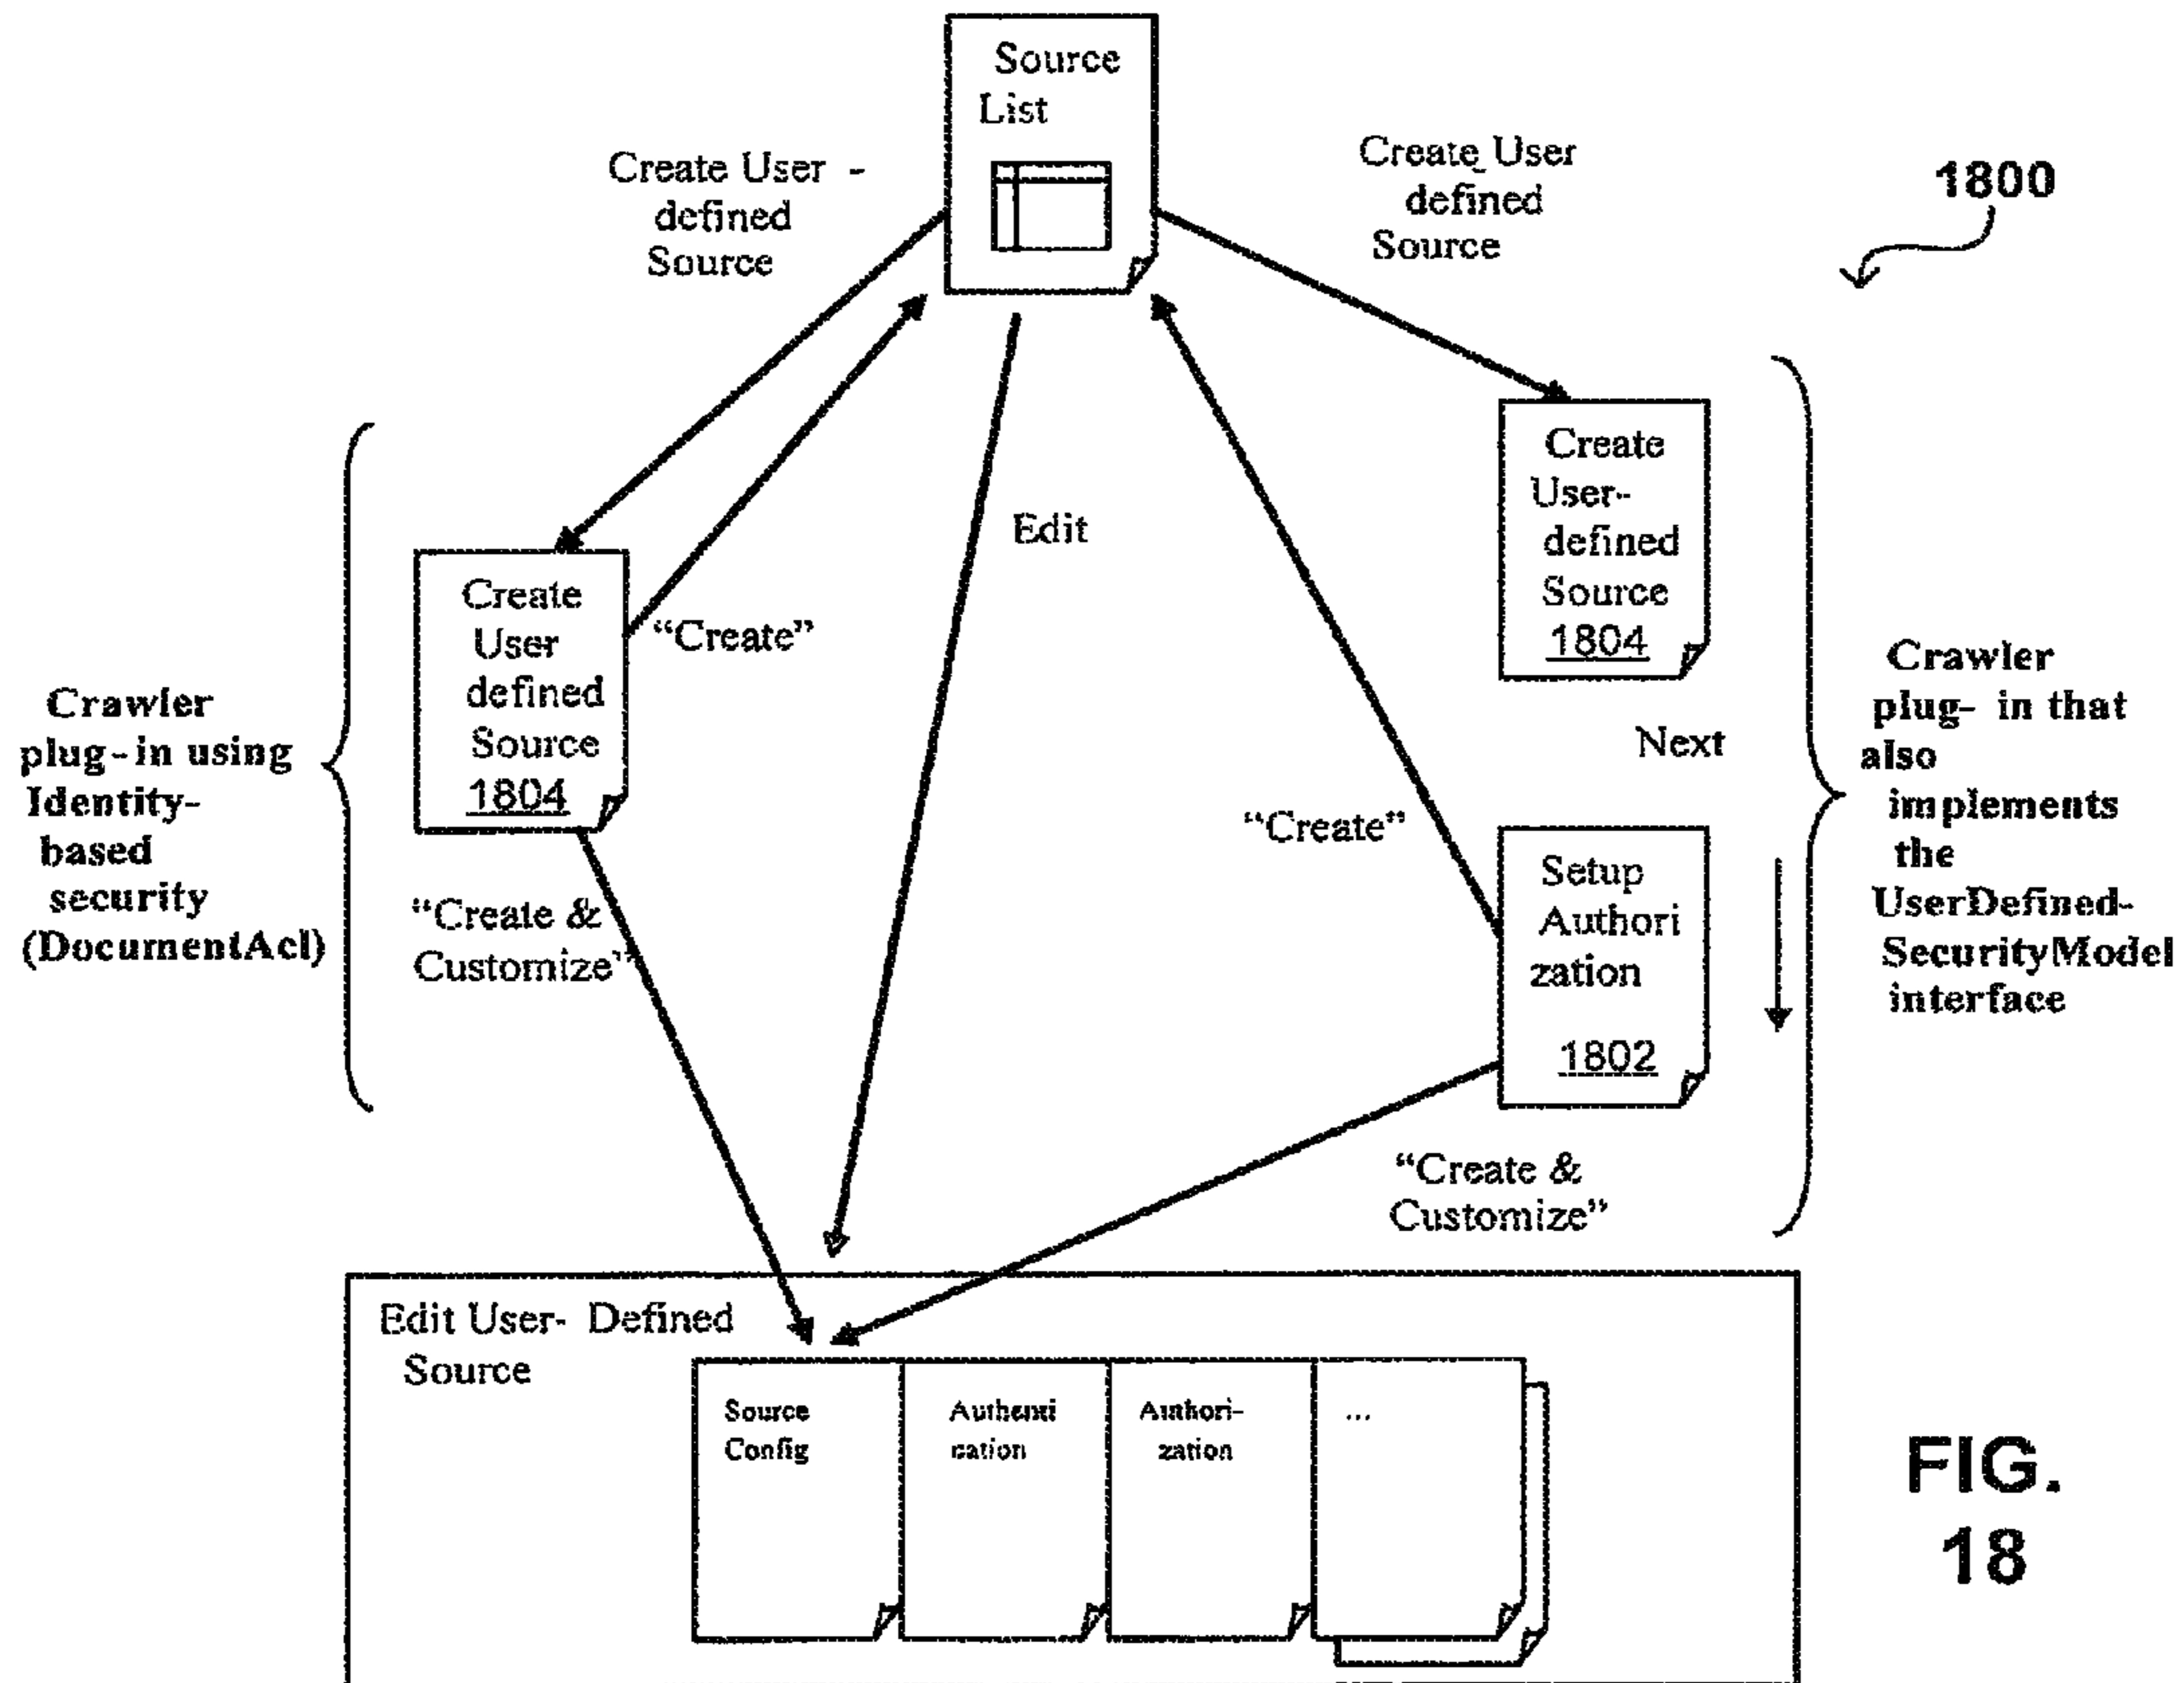 Source
List
Create User -
defined
Source
Create User
defined
Source
1800
Edit
Create
User
defined
Source
1804
"Create"
Create
User-
defined
Source
1804
Crawler
plug-in using
Identity-
based
security
(DocumentAcl)
Next
Crawler
plug- in that
also
implements
the
UserDefined-
SecurityModel
interface
"Create"
"Create &
Customize"
Setup
Authori
zation
1802
"Create &
Customize"
Edit User- Defined
Source
Source
Config
Authenti
cation
Authori-
zation
...
FIG.
18